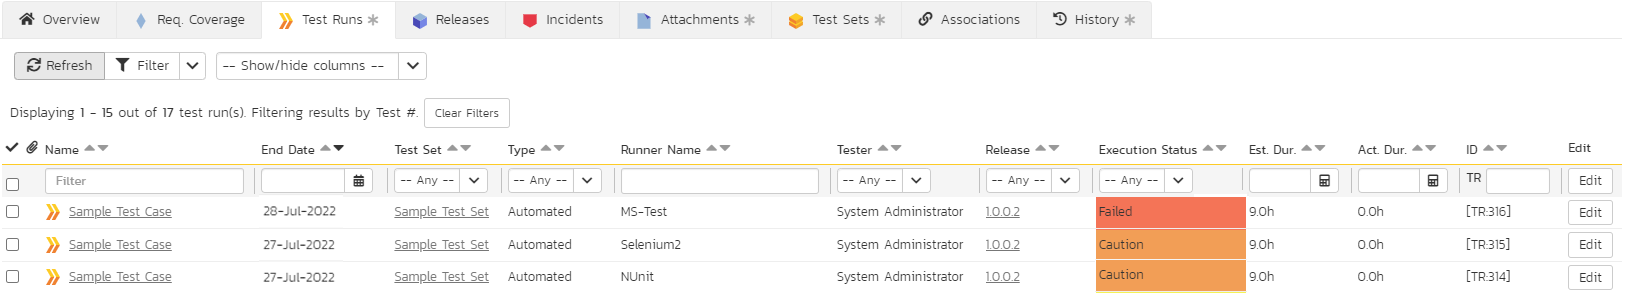 Overview Req. Coverage Test Runs * Releases Incidents Attachments * Test Sets * Associations History *
Refresh Filter -- Show/hide columns --
Displaying 1 - 15 out of 17 test run(s). Filtering results by Test #. Clear Filters
Name End Date Test Set Type Runner Name Tester Release Execution Status Est. Dur. Act. Dur. ID Edit
Filter -- Any -- -- Any -- -- Any -- -- Any -- -- Any -- TR Edit
Sample Test Case 28-Jul-2022 Sample Test Set Automated MS-Test System Administrator 1.0.0.2 Failed 9.0h 0.0h [TR:316] Edit
Sample Test Case 27-Jul-2022 Sample Test Set Automated Selenium2 System Administrator 1.0.0.2 Caution 9.0h 0.0h [TR:315] Edit
Sample Test Case 27-Jul-2022 Sample Test Set Automated NUnit System Administrator 1.0.0.2 Caution 9.0h 0.0h [TR:314] Edit